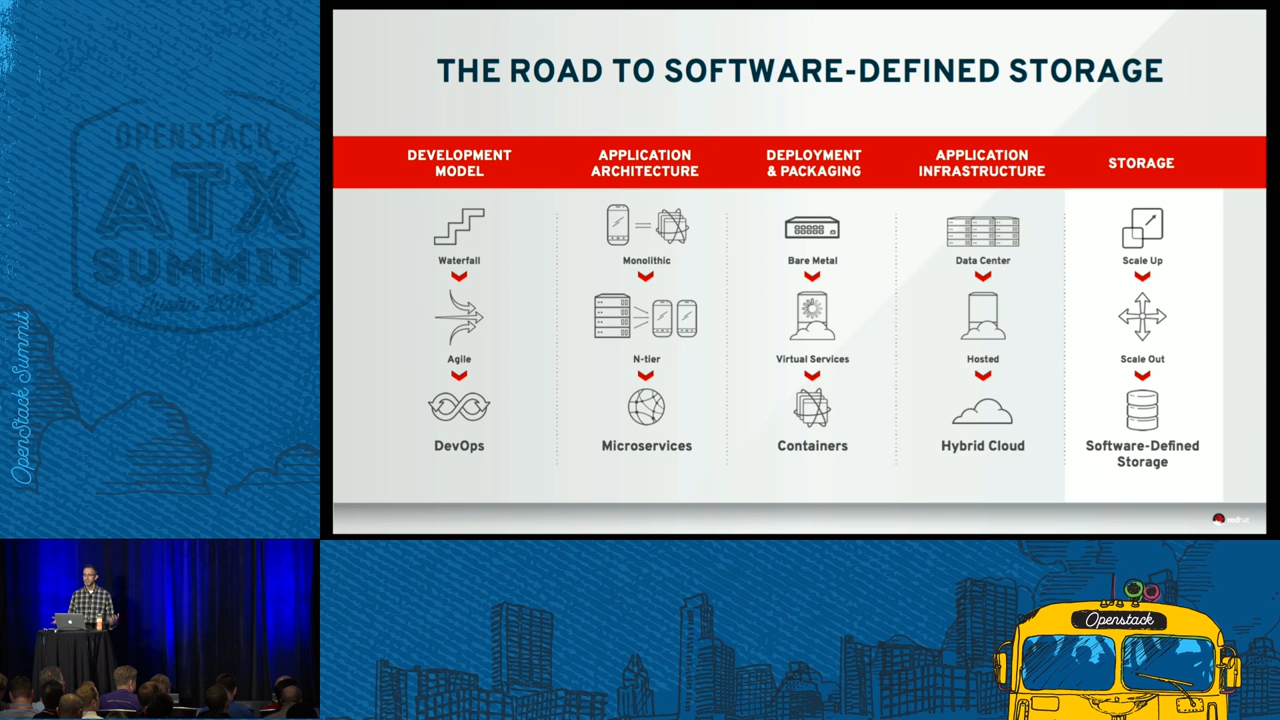 THE ROAD TO SOFTWARE-DEFINED STORAGE
DEVELOPMENT
MODEL
APPLICATION
ARCHITECTURE
DEPLOYMENT
& PACKAGING
APPLICATION
INFRASTRUCTURE
STORAGE
Waterfall
Monolithic
Bare Metal
Data Center
Scale Up
Agile
N-tier
Virtual Services
Hosted
Scale Out
DevOps
Microservices
Containers
Hybrid Cloud
Software-Defined
Storage
redhat
OPENSTACK
ATX
SUMMIT
OpenStack Summit
Openstack